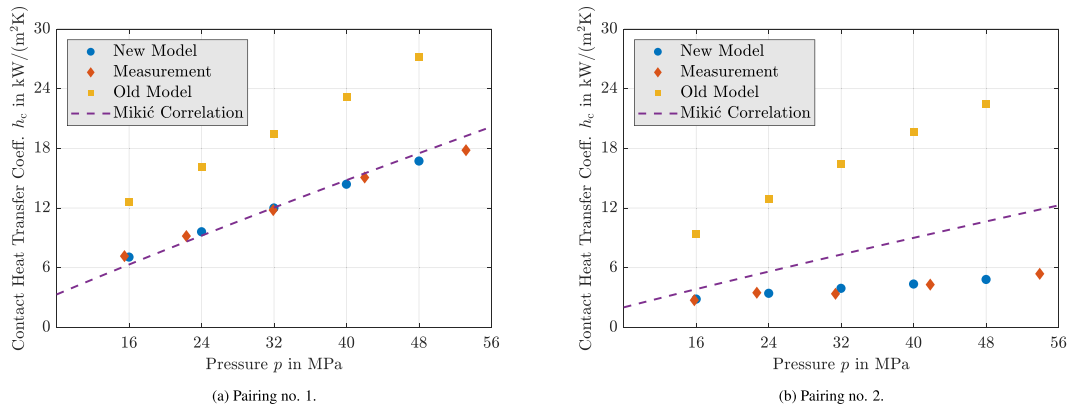 Contact Heat Transfer Coeff. h_c in kW/(m²K)
30
24
18
12
6
0
New Model
Measurement
Old Model
Mikić Correlation
16 24 32 40 48 56
Pressure p in MPa
(a) Pairing no. 1.
Contact Heat Transfer Coeff. h_c in kW/(m²K)
30
24
18
12
6
0
New Model
Measurement
Old Model
Mikić Correlation
16 24 32 40 48 56
Pressure p in MPa
(b) Pairing no. 2.